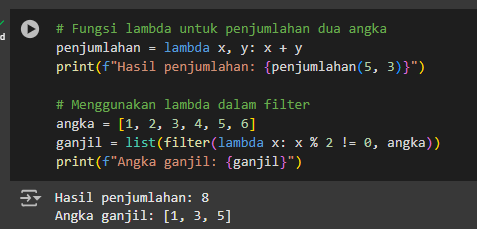 # Fungsi lambda untuk penjumlahan dua angka
penjumlahan = lambda x, y: x + y
print(f"Hasil penjumlahan: {penjumlahan(5, 3)}")
# Menggunakan lambda dalam filter
angka = [1, 2, 3, 4, 5, 6]
ganjil = list(filter(lambda x: x % 2 != 0, angka))
print(f"Angka ganjil: {ganjil}")
Hasil penjumlahan: 8
Angka ganjil: [1, 3, 5]